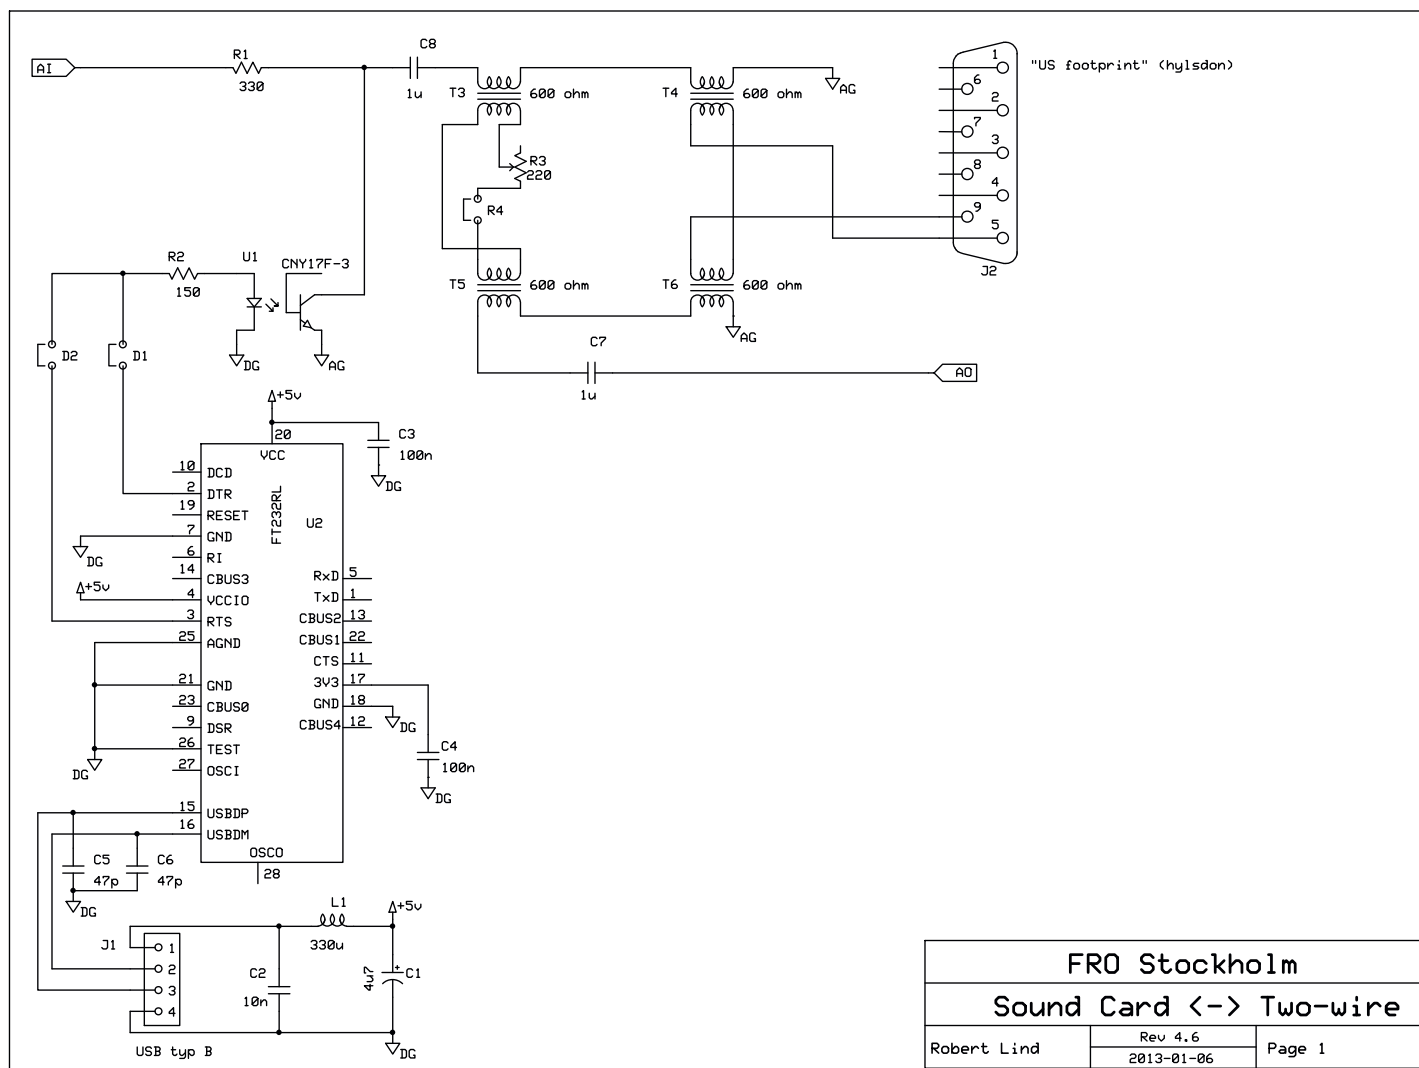 AI
R1
330
C8
1u
T3
600 ohm
T4
600 ohm
AG
1
6
2
7
3
8
4
9
5
J2
"US footprint" (hylsdon)
R3
220
R4
T5
600 ohm
T6
600 ohm
AG
C7
1u
AO
R2
150
U1
CNY17F-3
DG
AG
D2
D1
+5v
20
VCC
C3
100n
DG
FT232RL
U2
10 DCD
2 DTR
19 RESET
7 GND
DG
6 RI
14 CBUS3
+5v
4 VCCIO
3 RTS
25 AGND
21 GND
23 CBUS0
9 DSR
26 TEST
DG
27 OSCI
15 USBDP
16 USBDM
OSCO
28
RxD 5
TxD 1
CBUS2 13
CBUS1 22
CTS 11
3V3 17
GND 18
DG
CBUS4 12
C4
100n
DG
C5
47p
C6
47p
DG
J1
1
2
3
4
USB typ B
L1
330u
+5v
C2
10n
4u7
+
C1
DG
FRO Stockholm
Sound Card <-> Two-wire
Robert Lind
Rev 4.6
2013-01-06
Page 1